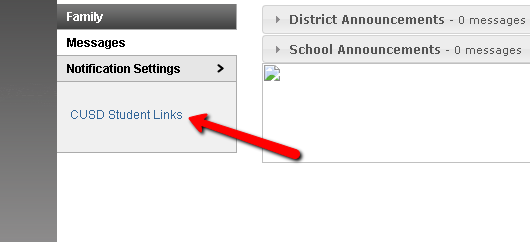 Family
Messages
Notification Settings
CUSD Student Links
District Announcements - 0 messages
School Announcements - 0 messages